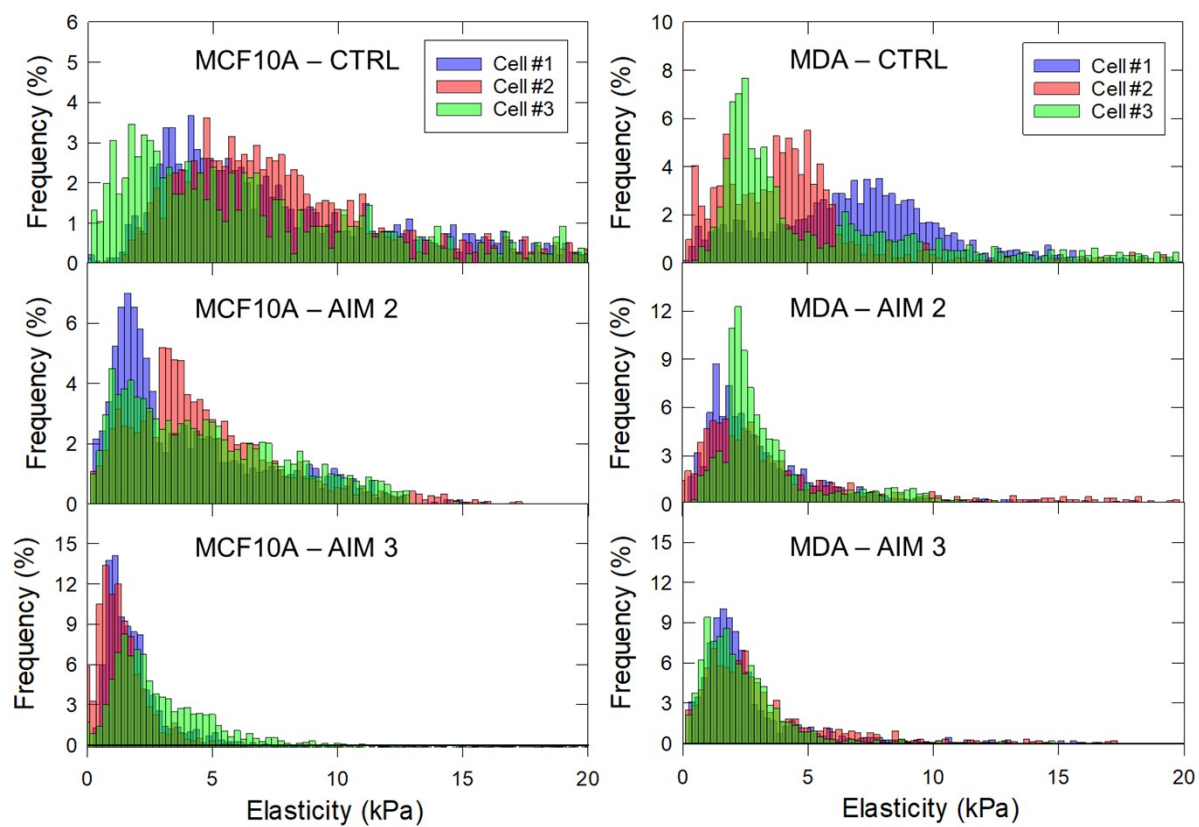 MCF10A – CTRL
Cell #1
Cell #2
Cell #3
Frequency (%)
6
5
4
3
2
1
0
MDA – CTRL
Cell #1
Cell #2
Cell #3
Frequency (%)
10
8
6
4
2
0
MCF10A – AIM 2
Frequency (%)
6
4
2
0
MDA – AIM 2
Frequency (%)
12
9
6
3
0
MCF10A – AIM 3
Frequency (%)
15
12
9
6
3
0
0 5 10 15 20
Elasticity (kPa)
MDA – AIM 3
Frequency (%)
15
12
9
6
3
0
0 5 10 15 20
Elasticity (kPa)